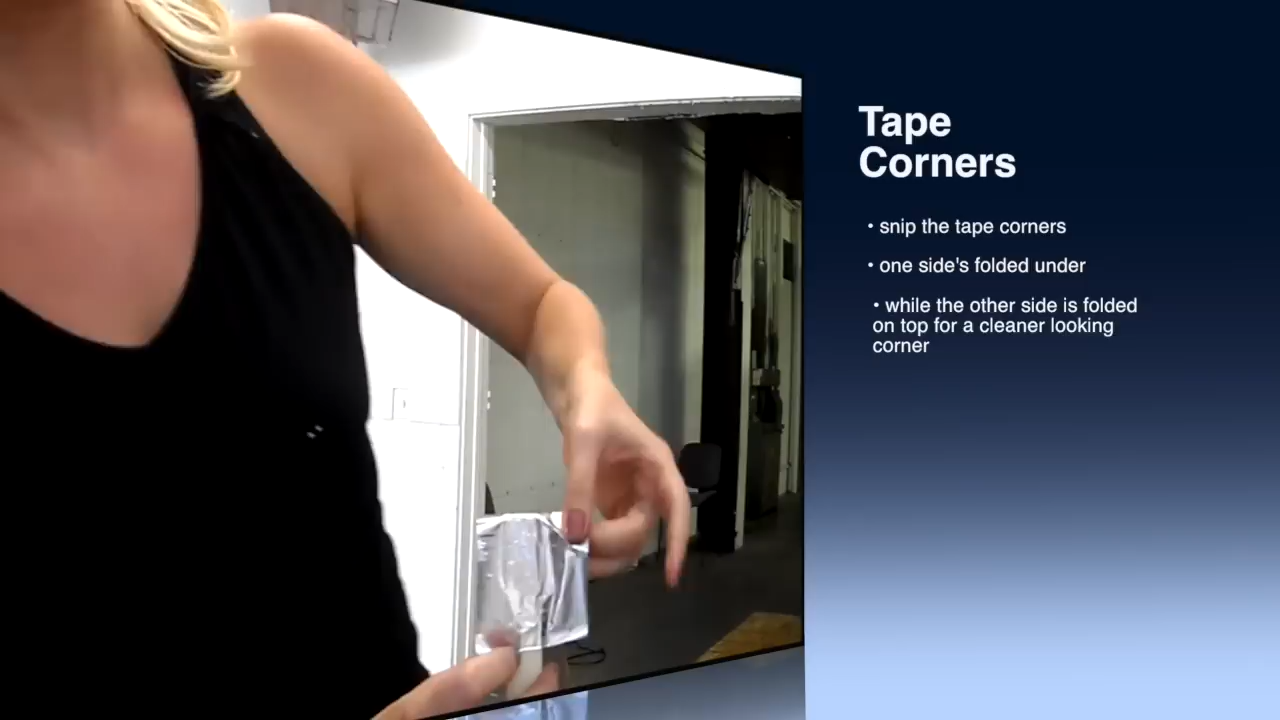 Tape
Corners
• snip the tape corners
• one side's folded under
• while the other side is folded
on top for a cleaner looking
corner